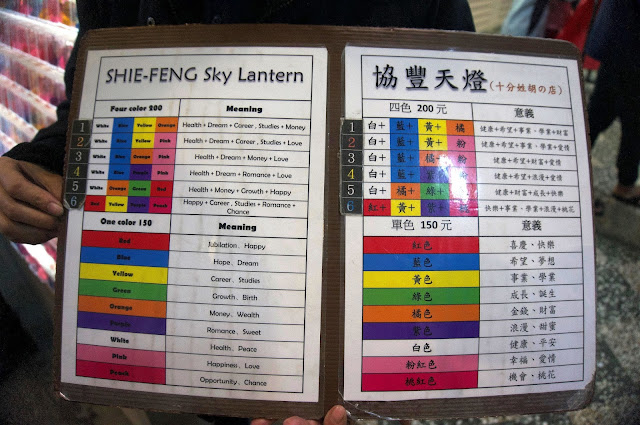 SHIE-FENG Sky Lantern
Four color 200 Meaning
1 White Blue Yellow Orange Health + Dream + Career , Studies + Money
2 White Blue Yellow Pink Health + Dream + Career , Studies + Love
3 White Blue Orange Pink Health + Dream + Money + Love
4 White Blue Purple Pink Health + Dream + Romance + Love
5 White Orange Green Red Health + Money + Growth + Happy
6 Red Yellow Purple Peach Happy + Career , Studies + Romance +
Chance
One color 150 Meaning
Red Jubilation、Happy
Blue Hope、Dream
Yellow Career、Studies
Green Growth、Birth
Orange Money、Wealth
Purple Romance、Sweet
White Health、Peace
Pink Happiness、Love
Peach Opportunity、Chance
協豐天燈(十分姓胡の店)
四色 200 元 意義
1 白+ 藍+ 黃+ 橘 健康+希望+事業、學業+財富
2 白+ 藍+ 黃+ 粉 健康+希望+事業、學業+愛情
3 白+ 藍+ 橘+ 粉 健康+希望+財富+愛情
4 白+ 藍+ 紫+ 粉 健康+希望+浪漫+愛情
5 白+ 橘+ 綠+ 健康+財富+成長+快樂
6 紅+ 黃+ 紫+ 快樂+事業、學業+浪漫+桃花
單色 150 元 意義
紅色 喜慶、快樂
藍色 希望、夢想
黃色 事業、學業
綠色 成長、誕生
橘色 金錢、財富
紫色 浪漫、甜蜜
白色 健康、平安
粉紅色 幸福、愛情
桃紅色 機會、桃花